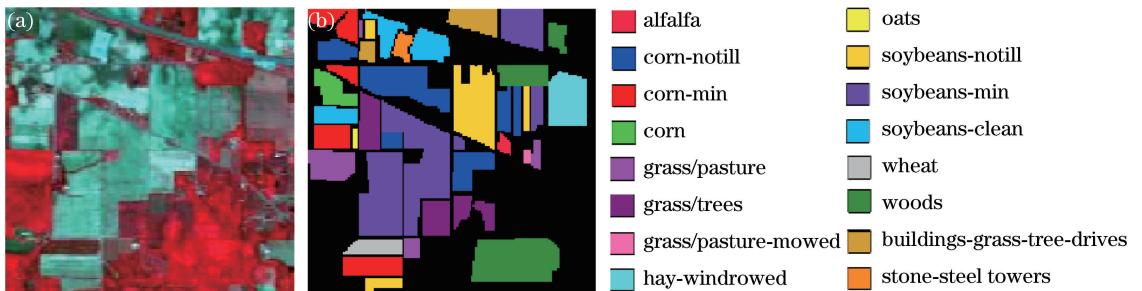 (a)
(b)
alfalfa
corn-notill
corn-min
corn
grass/pasture
grass/trees
grass/pasture-mowed
hay-windrowed
oats
soybeans-notill
soybeans-min
soybeans-clean
wheat
woods
buildings-grass-tree-drives
stone-steel towers